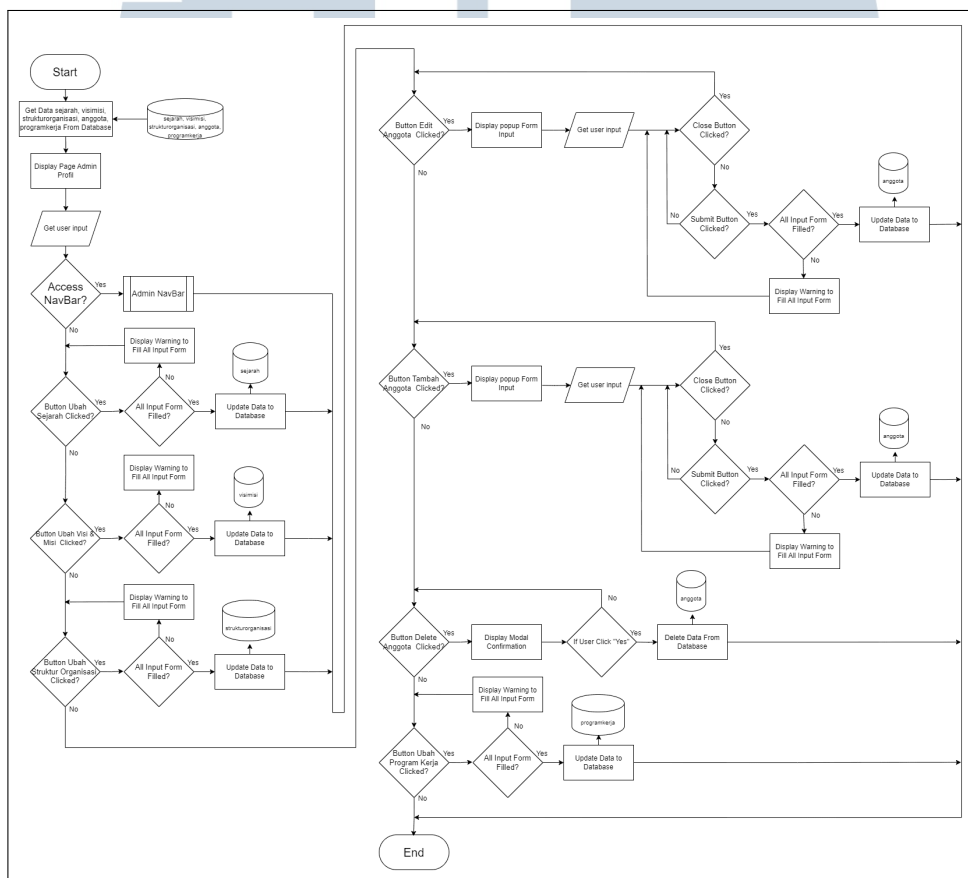 Start
Get Data sejarah, visimisi,
strukturorganisasi, anggota,
programkerja From Database
sejarah, visimisi,
strukturorganisasi, anggota,
programkerja
Display Page Admin
Profil
Get user input
Access
NavBar?
Yes
Admin NavBar
No
Display Warning to
Fill All Input Form
sejarah
No
Button Ubah
Sejarah Clicked?
Yes
All Input Form
Filled?
Yes
Update Data to
Database
No
Display Warning to
Fill All Input Form
visimisi
No
Button Ubah Visi &
Misi Clicked?
Yes
All Input Form
Filled?
Yes
Update Data to
Database
No
Display Warning to
Fill All Input Form
strukturorganisasi
No
Button Ubah
Struktur Organisasi
Clicked?
Yes
All Input Form
Filled?
Yes
Update Data to
Database
No
Yes
Button Edit
Anggota Clicked?
Yes
Display popup Form
Input
Get user input
Close Button
Clicked?
No
No
anggota
No
Submit Button
Clicked?
Yes
All Input Form
Filled?
Yes
Update Data to
Database
No
Display Warning to
Fill All Input Form
Yes
Button Tambah
Anggota Clicked?
Yes
Display popup Form
Input
Get user input
Close Button
Clicked?
No
No
anggota
No
Submit Button
Clicked?
Yes
All Input Form
Filled?
Yes
Update Data to
Database
No
Display Warning to
Fill All Input Form
No
anggota
Button Delete
Anggota Clicked?
Yes
Display Modal
Confirmation
If User Click "Yes"
Yes
Delete Data From
Database
No
Display Warning to
Fill All Input Form
programkerja
No
Button Ubah
Program Kerja
Clicked?
Yes
All Input Form
Filled?
Yes
Update Data to
Database
No
End